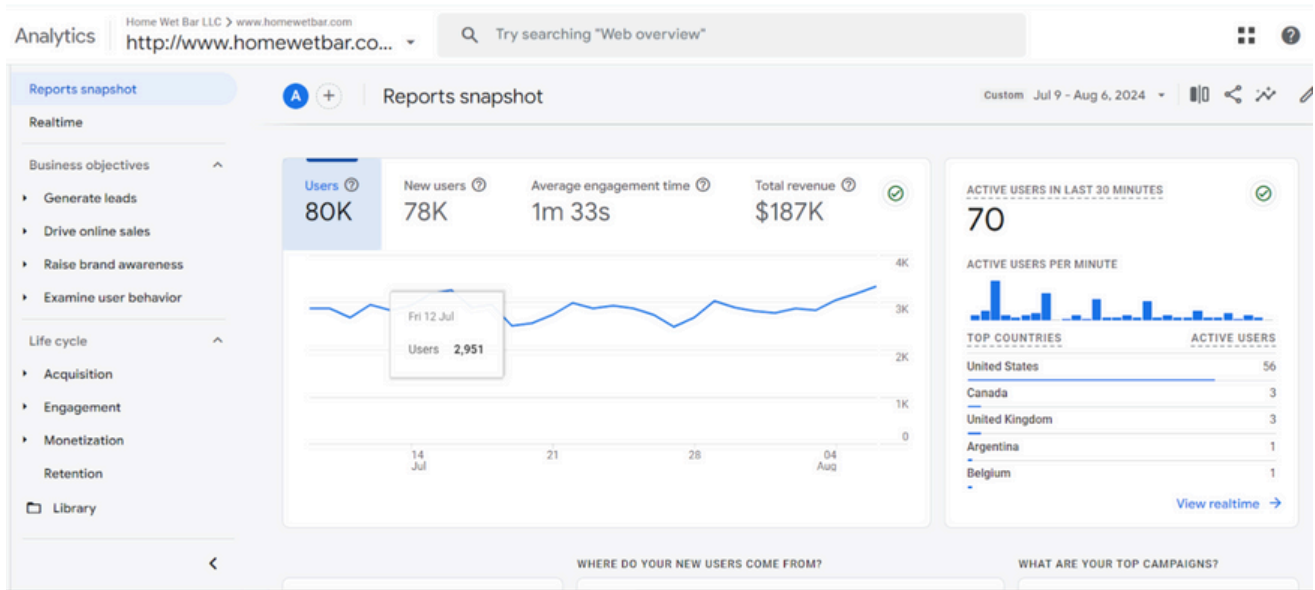 Analytics
Home Wet Bar LLC > www.homewetbar.com
http://www.homewetbar.co...
Try searching "Web overview"
Reports snapshot
Realtime
Business objectives
Generate leads
Drive online sales
Raise brand awareness
Examine user behavior
Life cycle
Acquisition
Engagement
Monetization
Retention
Library
A
Reports snapshot
Custom Jul 9 - Aug 6, 2024
Users
80K
New users
78K
Average engagement time
1m 33s
Total revenue
$187K
4K
3K
2K
1K
0
Fri 12 Jul
Users 2,951
14
Jul
21
28
04
Aug
ACTIVE USERS IN LAST 30 MINUTES
70
ACTIVE USERS PER MINUTE
TOP COUNTRIES ACTIVE USERS
United States 56
Canada 3
United Kingdom 3
Argentina 1
Belgium 1
View realtime
WHERE DO YOUR NEW USERS COME FROM?
WHAT ARE YOUR TOP CAMPAIGNS?